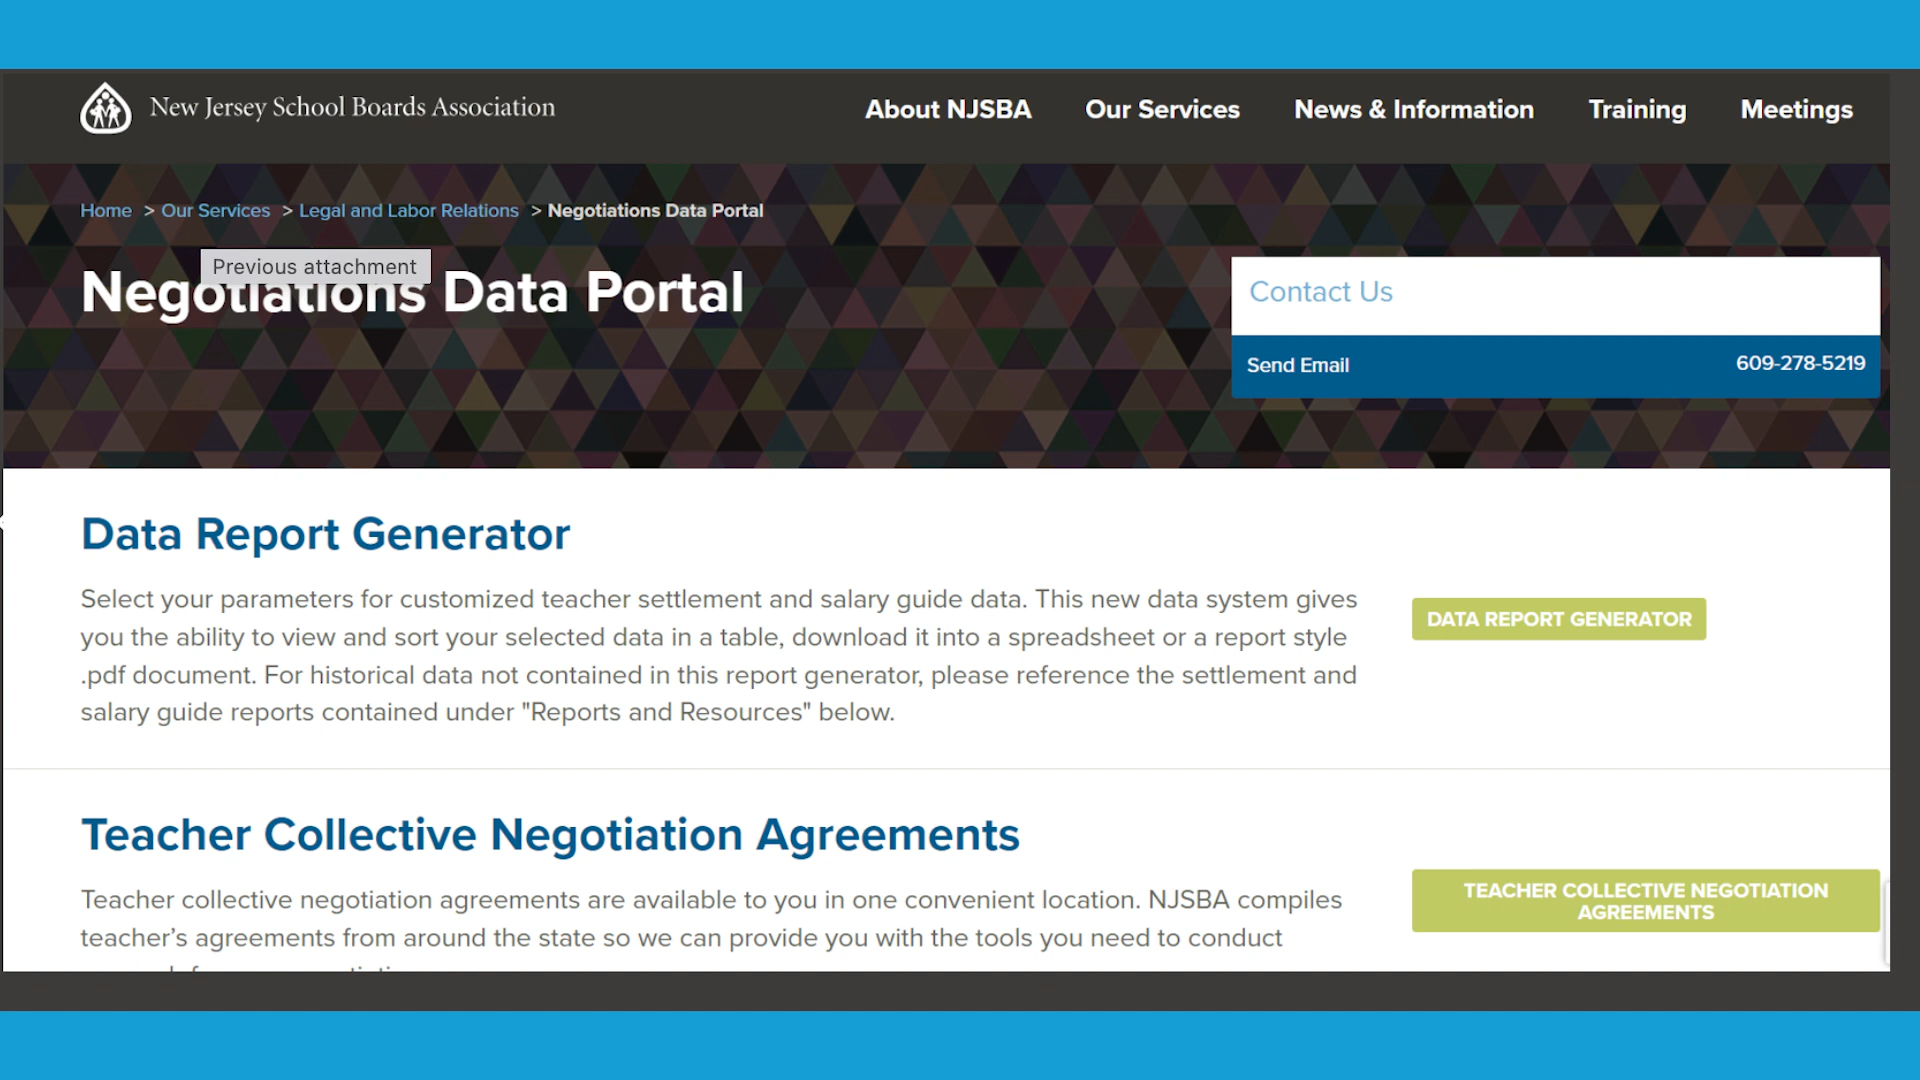 New Jersey School Boards Association
About NJSBA Our Services News & Information Training Meetings
Home > Our Services > Legal and Labor Relations > Negotiations Data Portal
Previous attachment
Negotiations Data Portal
Contact Us
Send Email 609-278-5219
Data Report Generator
Select your parameters for customized teacher settlement and salary guide data. This new data system gives
you the ability to view and sort your selected data in a table, download it into a spreadsheet or a report style
.pdf document. For historical data not contained in this report generator, please reference the settlement and
salary guide reports contained under "Reports and Resources" below.
DATA REPORT GENERATOR
Teacher Collective Negotiation Agreements
Teacher collective negotiation agreements are available to you in one convenient location. NJSBA compiles
teacher’s agreements from around the state so we can provide you with the tools you need to conduct
TEACHER COLLECTIVE NEGOTIATION
AGREEMENTS